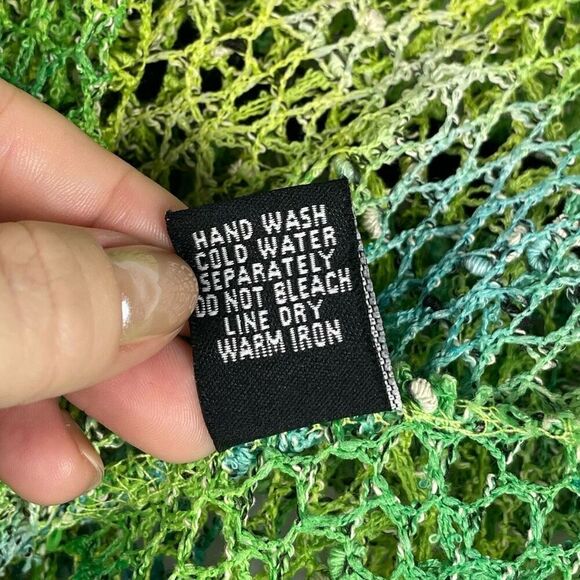 HAND WASH
COLD WATER
SEPARATELY
DO NOT BLEACH
LINE DRY
WARM IRON